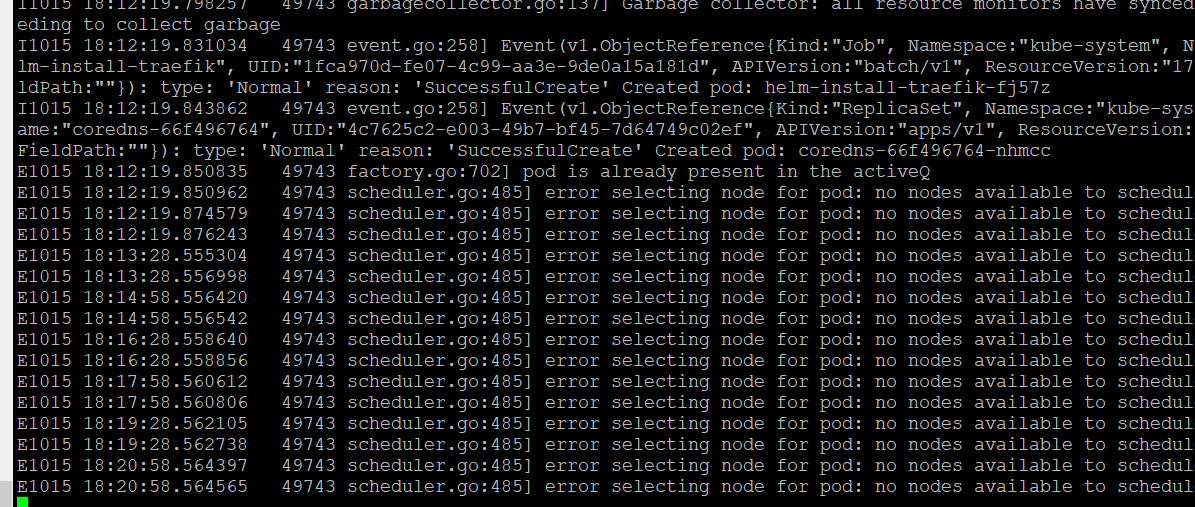 I1015 18:12:19.798257   49743 garbagecollector.go:137] Garbage collector: all resource monitors have synced
eding to collect garbage
I1015 18:12:19.831034   49743 event.go:258] Event(v1.ObjectReference{Kind:"Job", Namespace:"kube-system", N
lm-install-traefik", UID:"1fca970d-fe07-4c99-aa3e-9de0a15a181d", APIVersion:"batch/v1", ResourceVersion:"17
ldPath:""}): type: 'Normal' reason: 'SuccessfulCreate' Created pod: helm-install-traefik-fj57z
I1015 18:12:19.843862   49743 event.go:258] Event(v1.ObjectReference{Kind:"ReplicaSet", Namespace:"kube-sys
ame:"coredns-66f496764", UID:"4c7625c2-e003-49b7-bf45-7d64749c02ef", APIVersion:"apps/v1", ResourceVersion:
FieldPath:""}): type: 'Normal' reason: 'SuccessfulCreate' Created pod: coredns-66f496764-nhmcc
E1015 18:12:19.850835   49743 factory.go:702] pod is already present in the activeQ
E1015 18:12:19.850962   49743 scheduler.go:485] error selecting node for pod: no nodes available to schedul
E1015 18:12:19.874579   49743 scheduler.go:485] error selecting node for pod: no nodes available to schedul
E1015 18:12:19.876243   49743 scheduler.go:485] error selecting node for pod: no nodes available to schedul
E1015 18:13:28.555304   49743 scheduler.go:485] error selecting node for pod: no nodes available to schedul
E1015 18:13:28.556998   49743 scheduler.go:485] error selecting node for pod: no nodes available to schedul
E1015 18:14:58.556420   49743 scheduler.go:485] error selecting node for pod: no nodes available to schedul
E1015 18:14:58.556542   49743 scheduler.go:485] error selecting node for pod: no nodes available to schedul
E1015 18:16:28.558640   49743 scheduler.go:485] error selecting node for pod: no nodes available to schedul
E1015 18:16:28.558856   49743 scheduler.go:485] error selecting node for pod: no nodes available to schedul
E1015 18:17:58.560612   49743 scheduler.go:485] error selecting node for pod: no nodes available to schedul
E1015 18:17:58.560806   49743 scheduler.go:485] error selecting node for pod: no nodes available to schedul
E1015 18:19:28.562105   49743 scheduler.go:485] error selecting node for pod: no nodes available to schedul
E1015 18:19:28.562738   49743 scheduler.go:485] error selecting node for pod: no nodes available to schedul
E1015 18:20:58.564397   49743 scheduler.go:485] error selecting node for pod: no nodes available to schedul
E1015 18:20:58.564565   49743 scheduler.go:485] error selecting node for pod: no nodes available to schedul